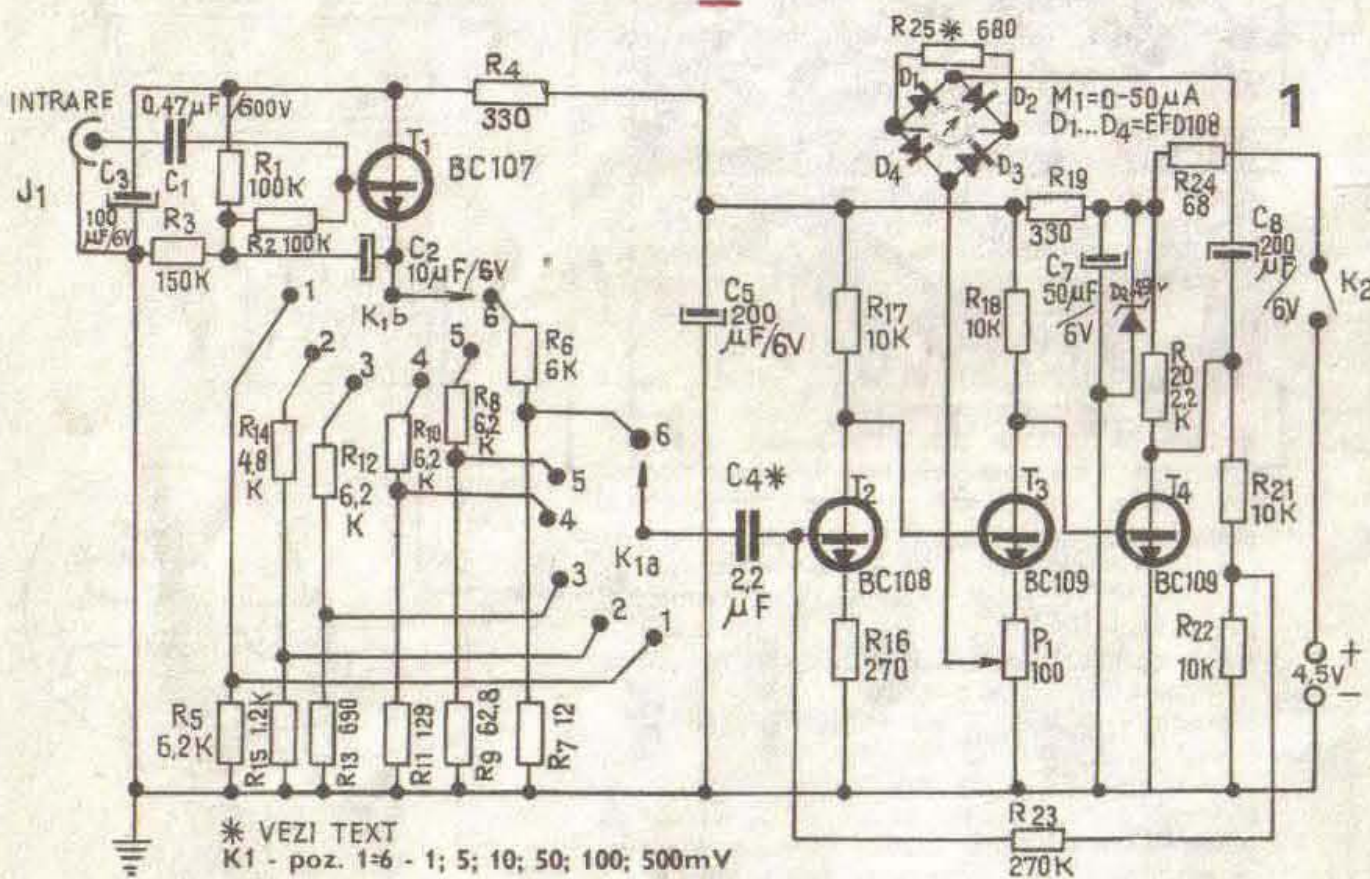 R25* 680
D1
D2
M1=0-50µA
D1...D4=EFD108
1
D4
D3
INTRARE
0,47µF/600V
R4
330
T1
BC107
J1
C3
C1
R1
100K
100
µF/6V
R3
150K
R2 100K
C2
10µF/6V
R19
330
R24
68
C8
200
µF
/6V
K2
K1b
1
2
3
4
5
6
R6
6K
C5
200
µF/6V
R17
10K
R18
10K
C7
50µF
/6V
R
20
2,2
K
R14
4,8
K
R12
6,2
K
R10
6,2
K
R8
6,2
K
6
5
4
3
2
1
K1a
C4*
2,2
µF
T2
BC108
T3
BC109
T4
BC109
R21
10K
R16
270
P1
100
R22
10K
4,5V
+
−
R5
5,2K
R15 1.2K
R13 690
R11 129
R9 62.8
R7 12
R23
270K
* VEZI TEXT
K1 - poz. 1÷6 - 1; 5; 10; 50; 100; 500mV